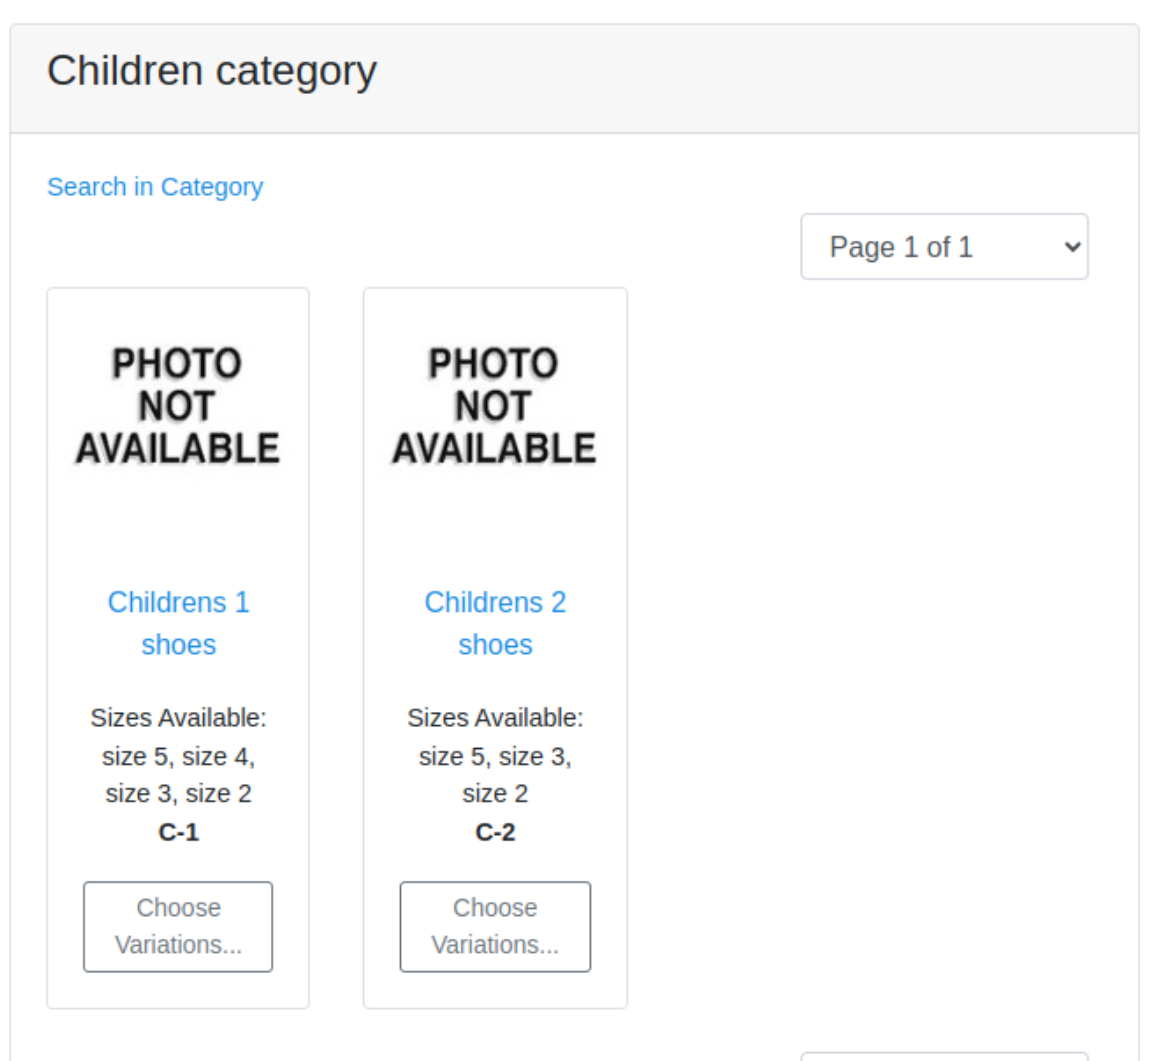 Children category
Search in Category
Page 1 of 1
PHOTO
NOT
AVAILABLE
Childrens 1
shoes
Sizes Available:
size 5, size 4,
size 3, size 2
C-1
Choose
Variations...
PHOTO
NOT
AVAILABLE
Childrens 2
shoes
Sizes Available:
size 5, size 3,
size 2
C-2
Choose
Variations...